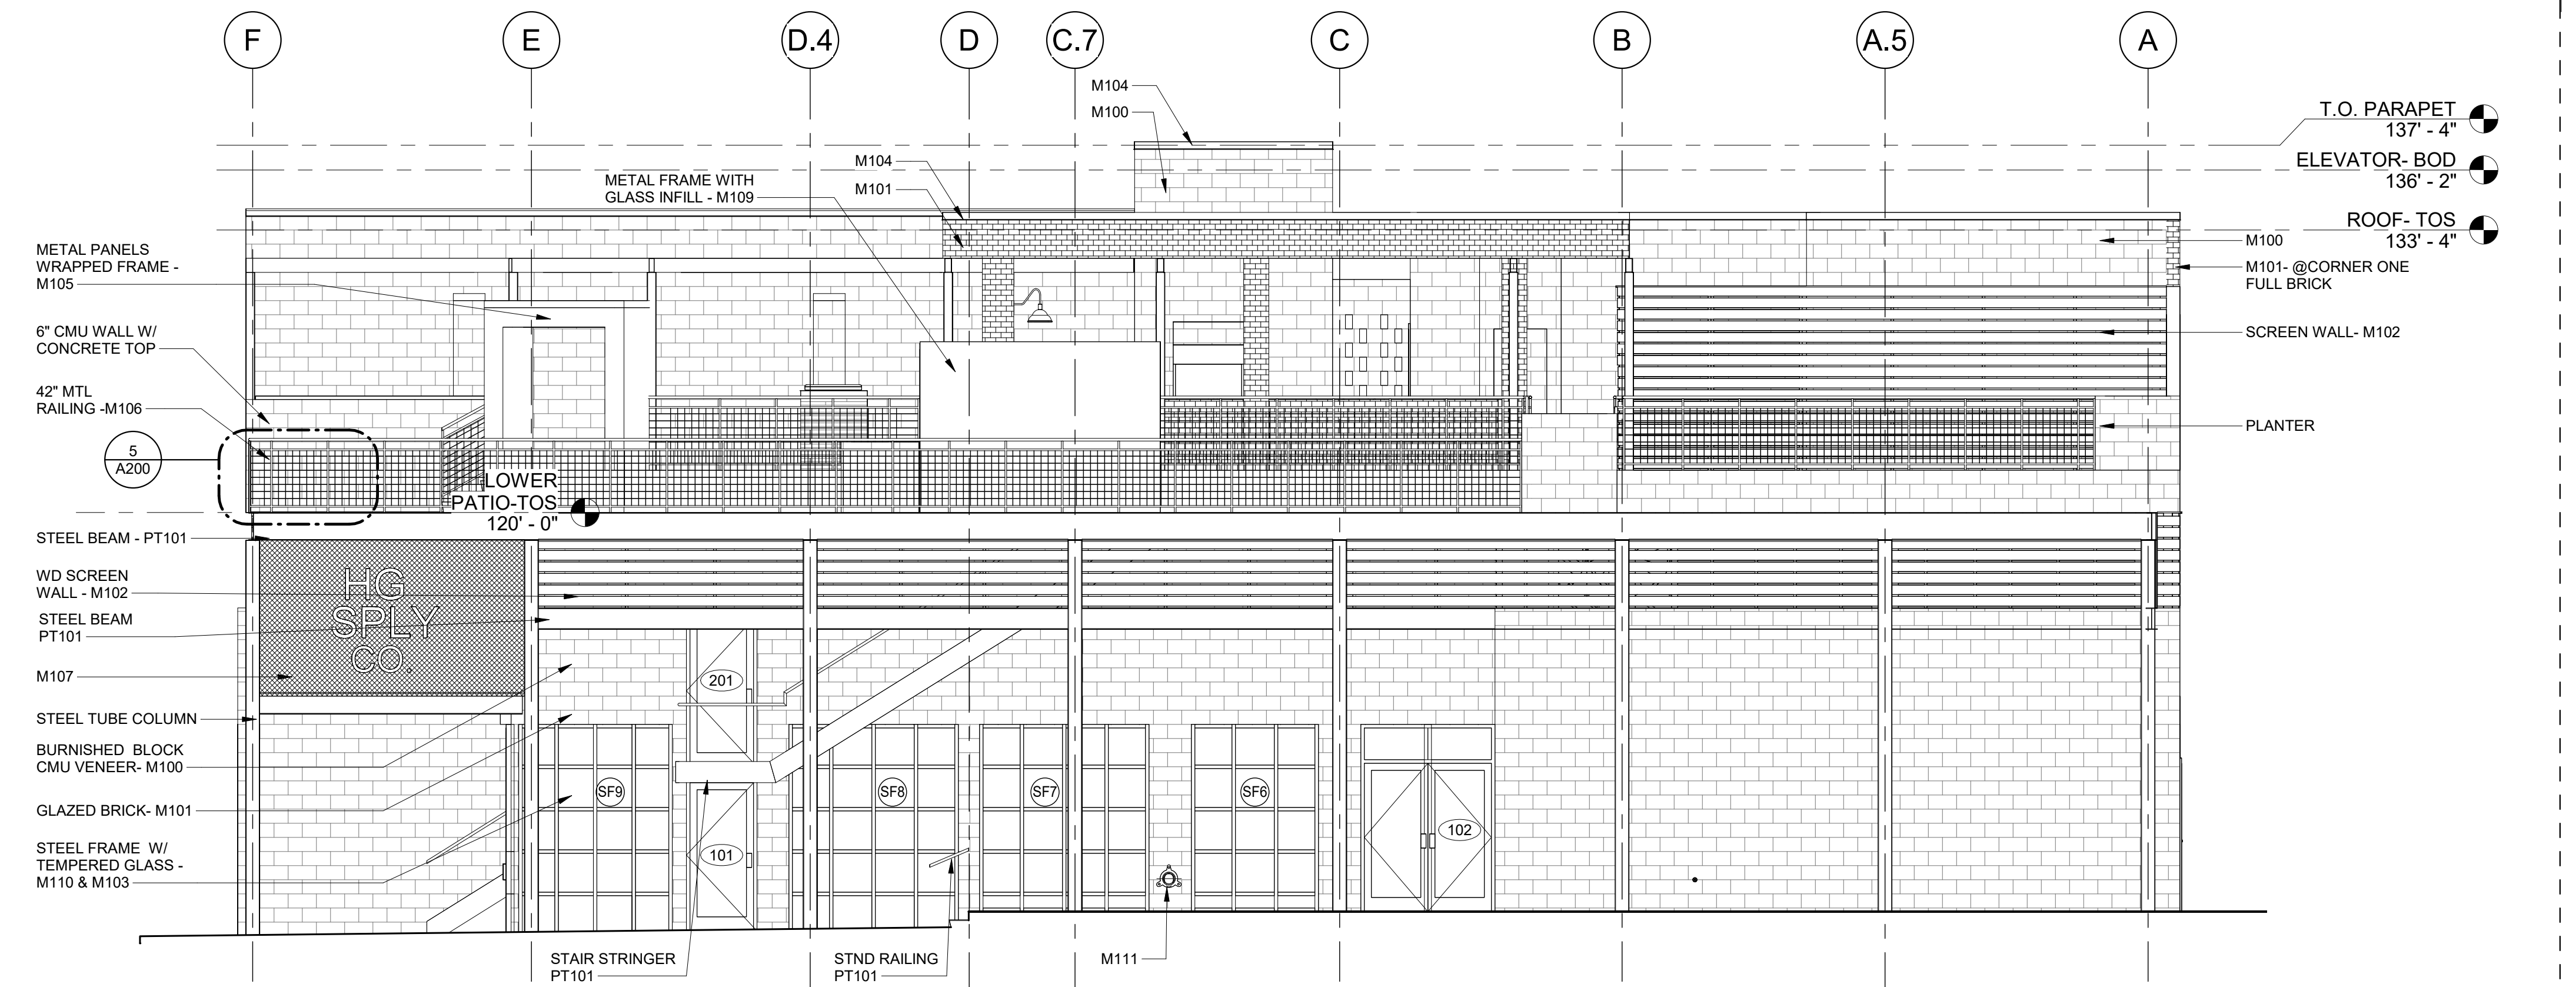 F
E
D.4
D
C.7
C
B
A.5
A
M104
M100
T.O. PARAPET
137' - 4"
ELEVATOR- BOD
136' - 2"
ROOF- TOS
133' - 4"
M104
M101
METAL FRAME WITH
GLASS INFILL - M109
M100
M101- @CORNER ONE
FULL BRICK
SCREEN WALL- M102
PLANTER
METAL PANELS
WRAPPED FRAME -
M105
6" CMU WALL W/
CONCRETE TOP
42" MTL
RAILING -M106
5
A200
LOWER
PATIO-TOS
120' - 0"
STEEL BEAM - PT101
WD SCREEN
WALL - M102
STEEL BEAM
PT101
M107
STEEL TUBE COLUMN
BURNISHED BLOCK
CMU VENEER- M100
GLAZED BRICK- M101
STEEL FRAME W/
TEMPERED GLASS -
M110 & M103
HG
SPLY
CO.
201
SF9
SF8
SF7
SF6
101
102
STAIR STRINGER
PT101
STND RAILING
PT101
M111